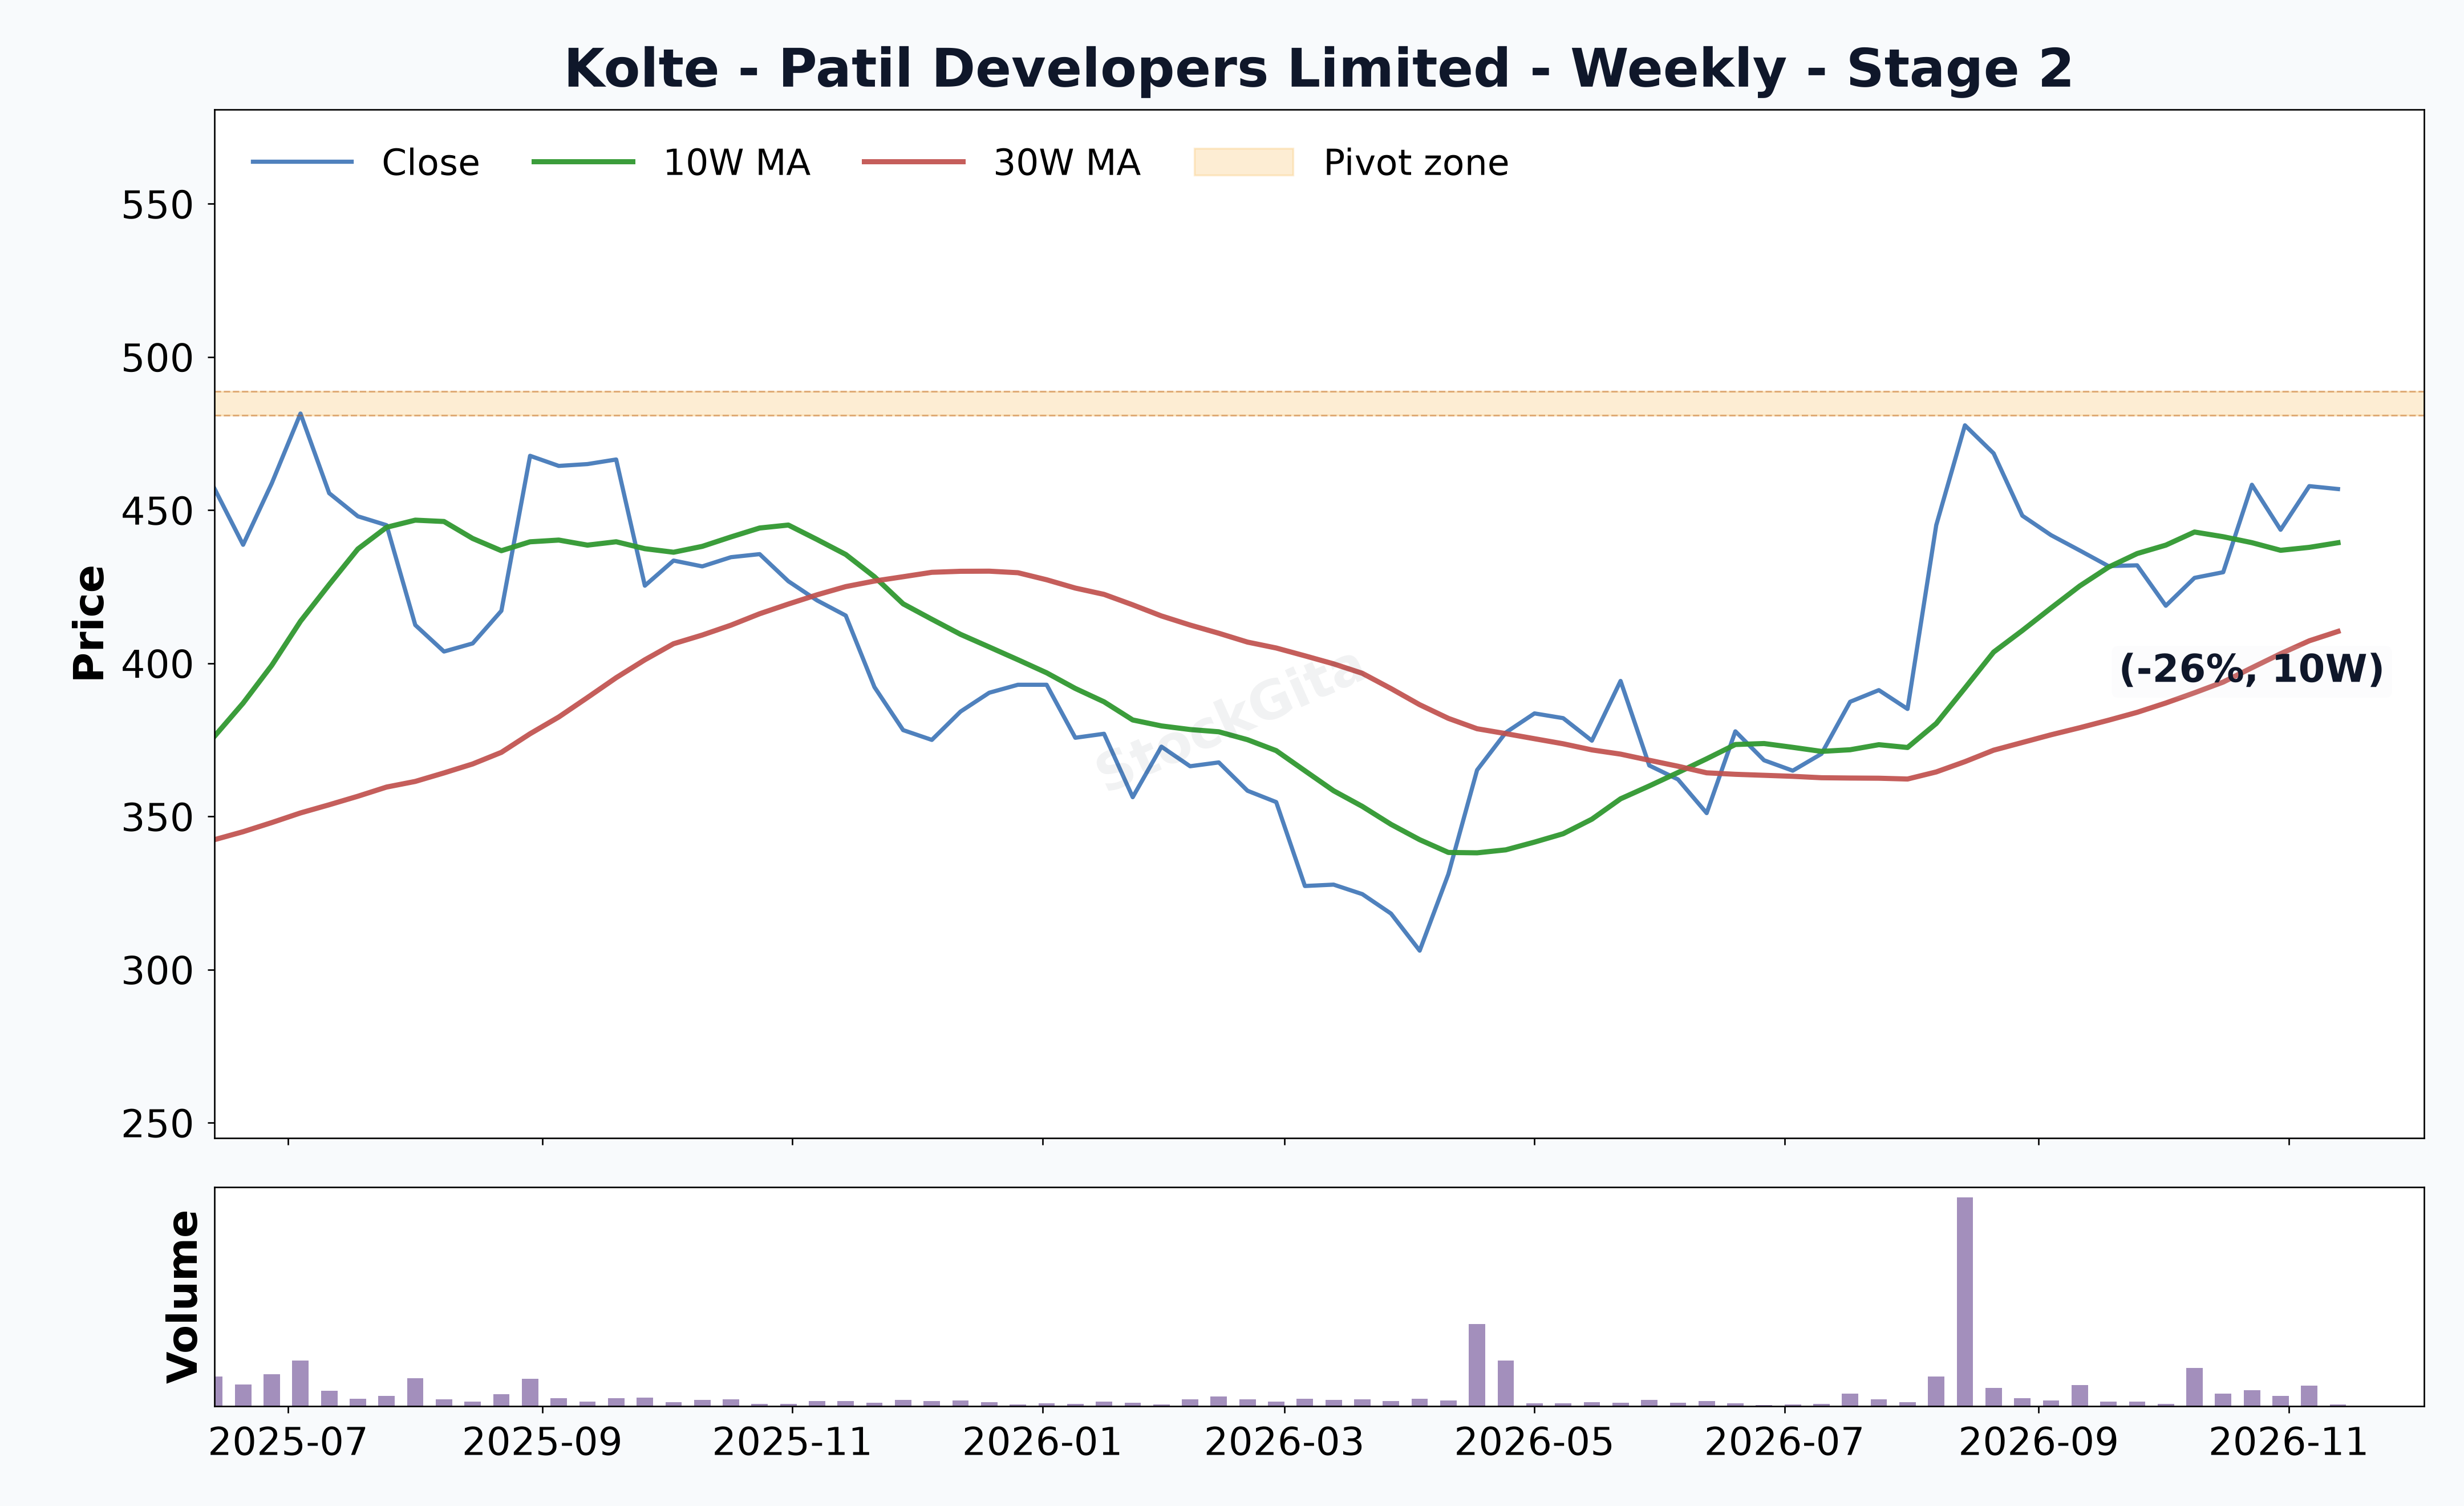 Kolte - Patil Developers Limited - Weekly - Stage 2
Close
10W MA
30W MA
Pivot zone
550
500
450
400
350
300
250
Price
(-26%, 10W)
StockGita
Volume
2025-07
2025-09
2025-11
2026-01
2026-03
2026-05
2026-07
2026-09
2026-11